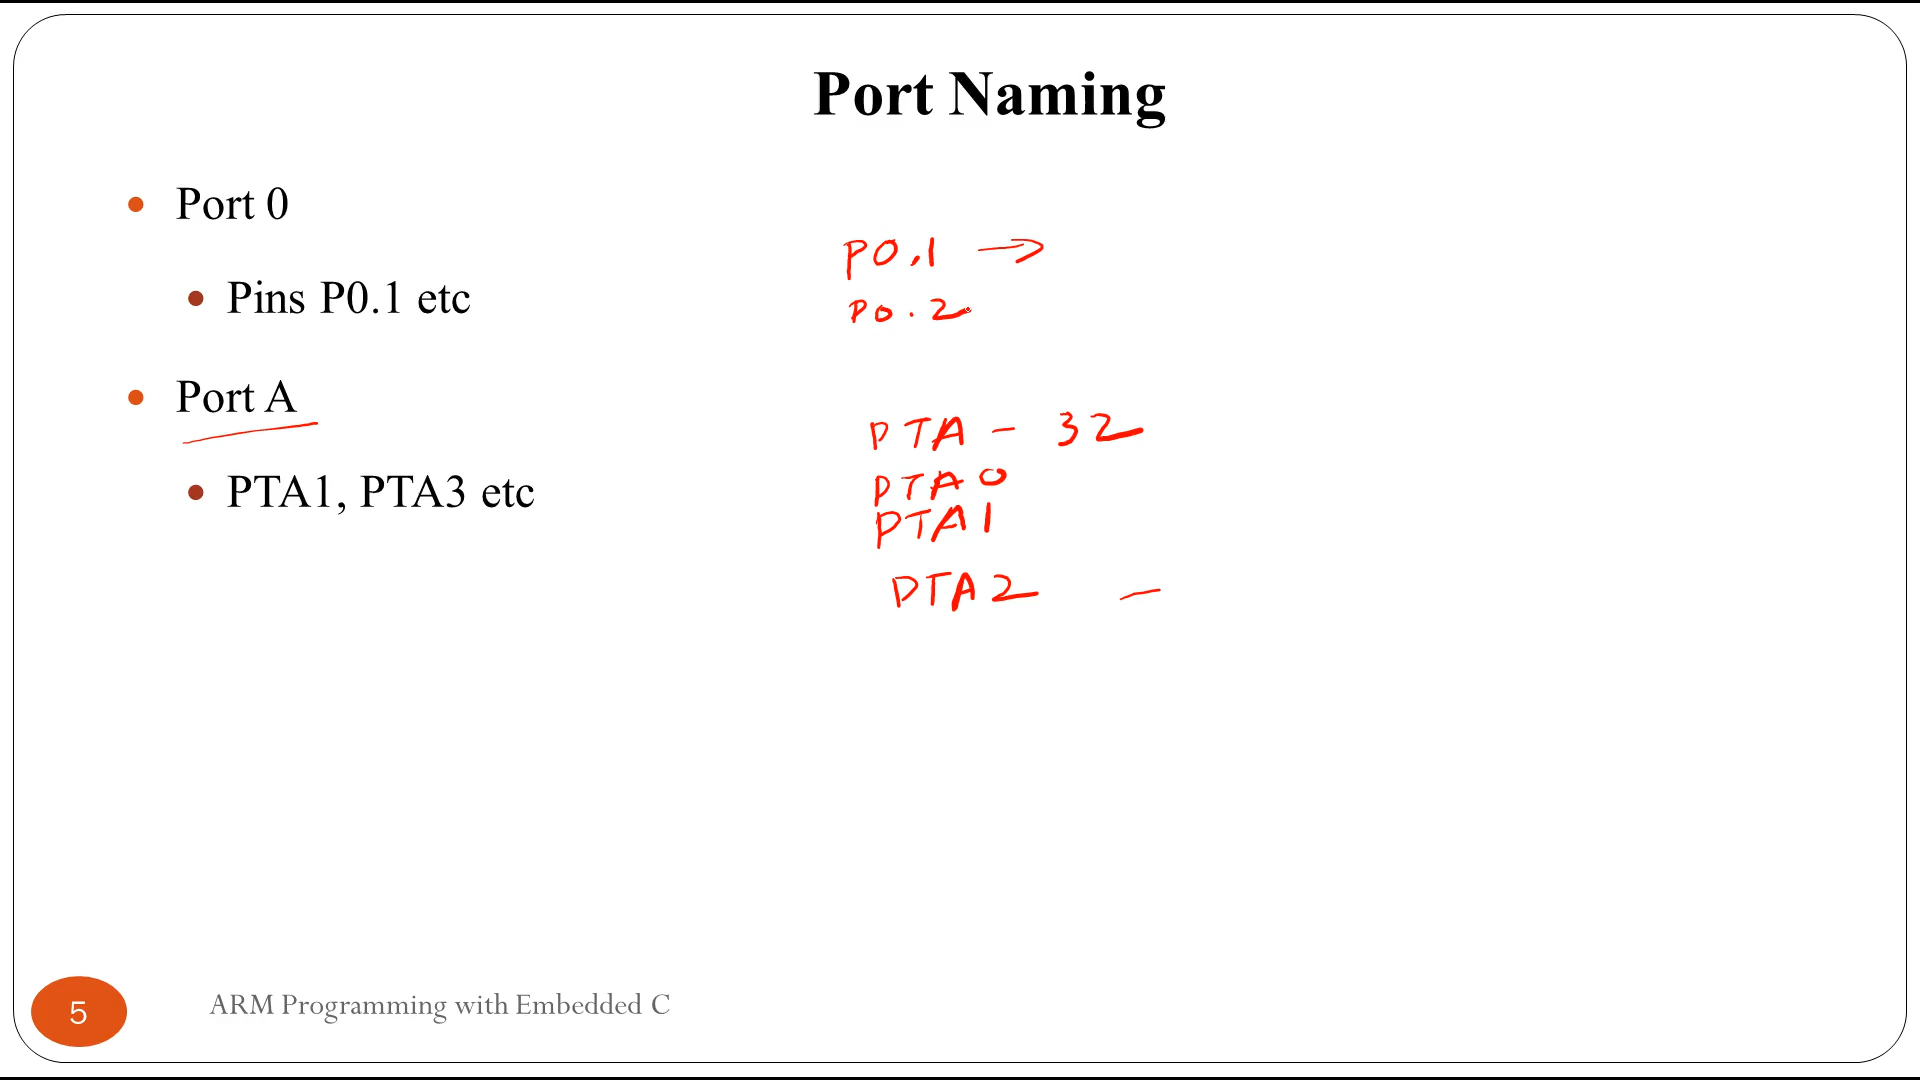 Port Naming
Port 0
Pins P0.1 etc
Port A
PTA1, PTA3 etc
P0.1 →
P0.2
PTA - 32
PTA0
PTA1
PTA2 —
5
ARM Programming with Embedded C